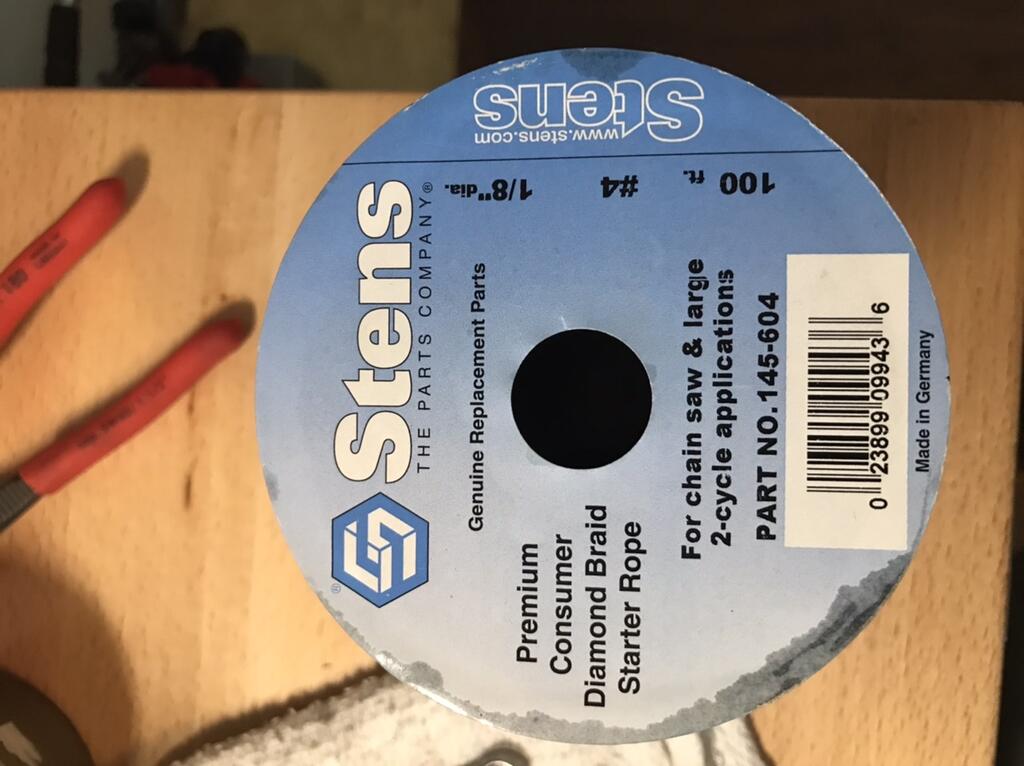 Stens
THE PARTS COMPANY®
®
Genuine Replacement Parts
Premium
Consumer
Diamond Braid
Starter Rope
For chain saw & large
2-cycle applications
PART NO. 145-604
0 23899 09943 6
Made in Germany
100 ft.
#4
1/8" dia.
Stens
www.stens.com